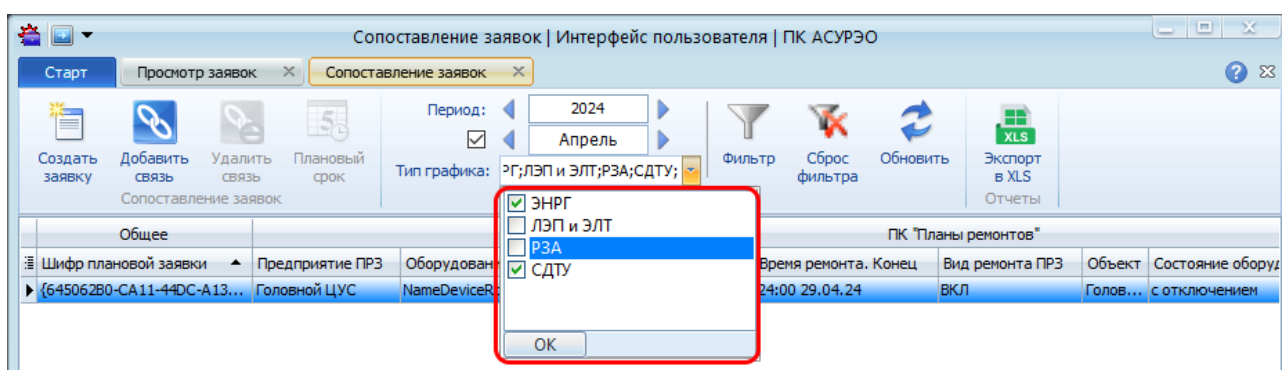 Сопоставление заявок | Интерфейс пользователя | ПК АСУРЭО
Старт Просмотр заявок Сопоставление заявок
Создать заявку
Добавить связь
Удалить связь
Плановый срок
Сопоставление заявок
Период: 2024
Апрель
Тип графика: РГ;ЛЭП и ЭЛТ;РЗА;СДТУ;
Фильтр
Сброс фильтра
Обновить
XLS
Экспорт в XLS
Отчеты
ЭНРГ
ЛЭП и ЭЛТ
РЗА
СДТУ
OK
Общее ПК "Планы ремонтов"
Шифр плановой заявки Предприятие ПРЗ Оборудован Время ремонта. Конец Вид ремонта ПРЗ Объект Состояние оборуд
{645062B0-CA11-44DC-A13... Головной ЦУС NameDeviceR 24:00 29.04.24 ВКЛ Голов... с отключением